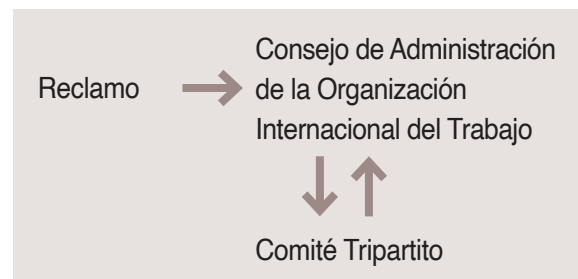 Consejo de Administración
Reclamo
de la Organización
Internacional del Trabajo
Comité Tripartito